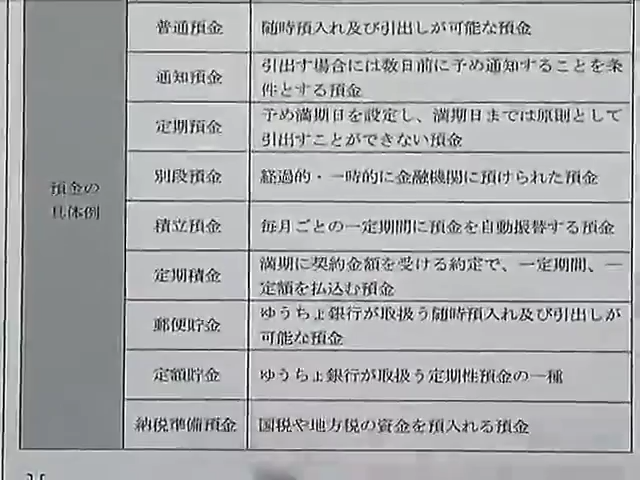 預金の
具体例
普通預金
随時預入れ及び引出しが可能な預金
通知預金
引出す場合には数日前に予め通知することを条
件とする預金
定期預金
予め満期日を設定し、満期日までは原則として
引出すことができない預金
別段預金
経過的・一時的に金融機関に預けられた預金
積立預金
毎月ごとの一定期間に預金を自動振替する預金
定期積金
満期に契約金額を受ける約定で、一定期間、一
定額を払込む預金
郵便貯金
ゆうちょ銀行が取扱う随時預入れ及び引出しが
可能な預金
定額貯金
ゆうちょ銀行が取扱う定期性預金の一種
納税準備預金
国税や地方税の資金を預入れる預金